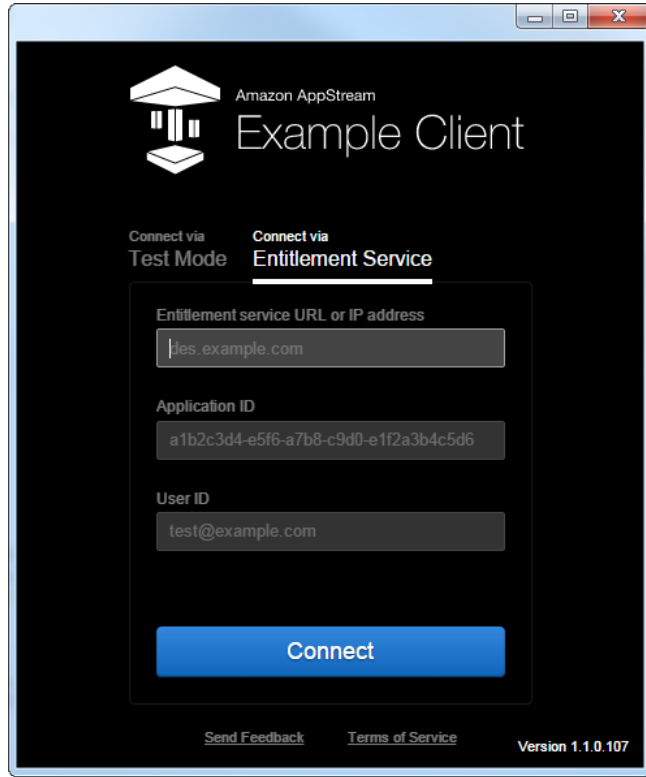 Amazon AppStream
Example Client
Connect via
Test Mode
Connect via
Entitlement Service
Entitlement service URL or IP address
des.example.com
Application ID
a1b2c3d4-e5f6-a7b8-c9d0-e1f2a3b4c5d6
User ID
test@example.com
Connect
Send Feedback
Terms of Service
Version 1.1.0.107